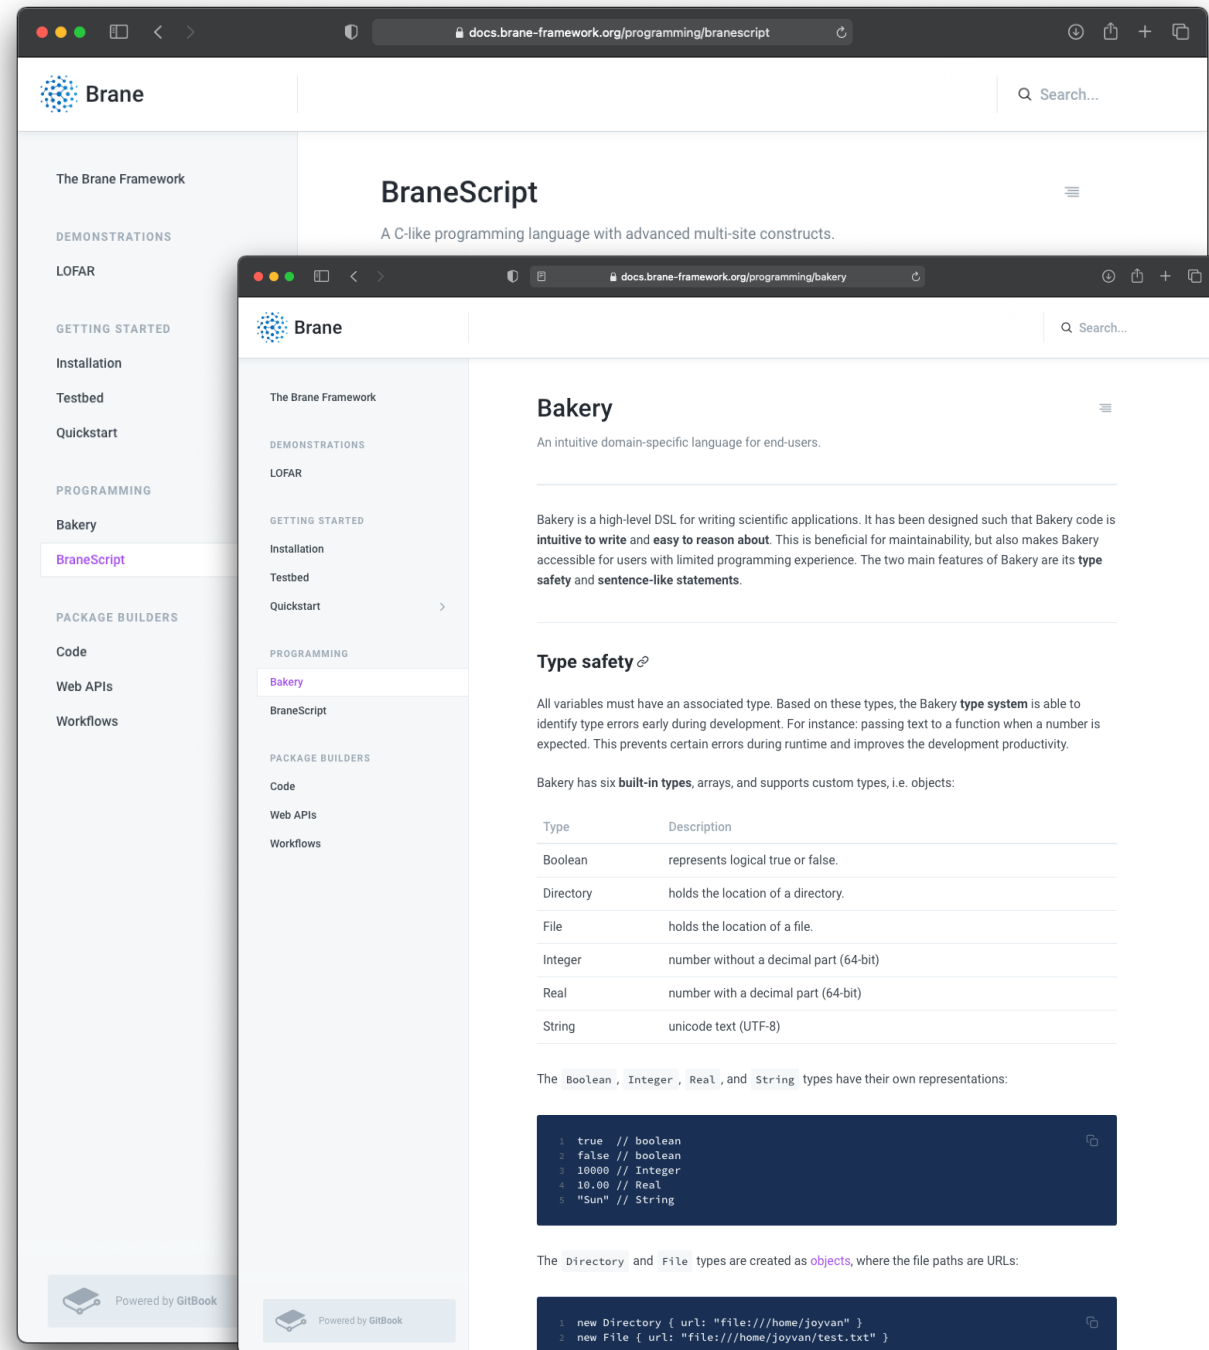 docs.brane-framework.org/programming/branescript
Brane
Search...
The Brane Framework
DEMONSTRATIONS
LOFAR
GETTING STARTED
Installation
Testbed
Quickstart
PROGRAMMING
Bakery
BraneScript
PACKAGE BUILDERS
Code
Web APIs
Workflows
Powered by GitBook
BraneScript
A C-like programming language with advanced multi-site constructs.
docs.brane-framework.org/programming/bakery
Brane
Search...
The Brane Framework
DEMONSTRATIONS
LOFAR
GETTING STARTED
Installation
Testbed
Quickstart
PROGRAMMING
Bakery
BraneScript
PACKAGE BUILDERS
Code
Web APIs
Workflows
Powered by GitBook
Bakery
An intuitive domain-specific language for end-users.
Bakery is a high-level DSL for writing scientific applications. It has been designed such that Bakery code is
intuitive to write and easy to reason about. This is beneficial for maintainability, but also makes Bakery
accessible for users with limited programming experience. The two main features of Bakery are its type
safety and sentence-like statements.
Type safety
All variables must have an associated type. Based on these types, the Bakery type system is able to
identify type errors early during development. For instance: passing text to a function when a number is
expected. This prevents certain errors during runtime and improves the development productivity.
Bakery has six built-in types, arrays, and supports custom types, i.e. objects:
Type Description
Boolean represents logical true or false.
Directory holds the location of a directory.
File holds the location of a file.
Integer number without a decimal part (64-bit)
Real number with a decimal part (64-bit)
String unicode text (UTF-8)
The Boolean, Integer, Real, and String types have their own representations:
1 true // boolean
2 false // boolean
3 10000 // Integer
4 10.00 // Real
5 "Sun" // String
The Directory and File types are created as objects, where the file paths are URLs:
1 new Directory { url: "file:///home/joyvan" }
2 new File { url: "file:///home/joyvan/test.txt" }